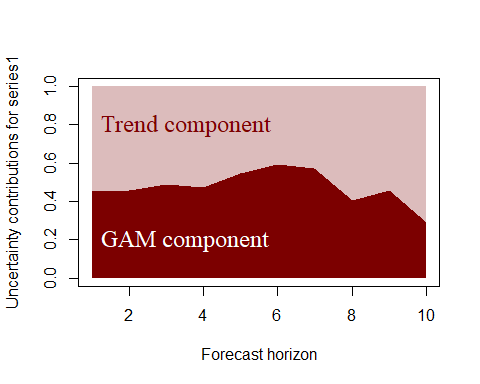 Uncertainty contributions for series1
1.0
0.8
0.6
0.4
0.2
0.0
Trend component
GAM component
2 4 6 8 10
Forecast horizon